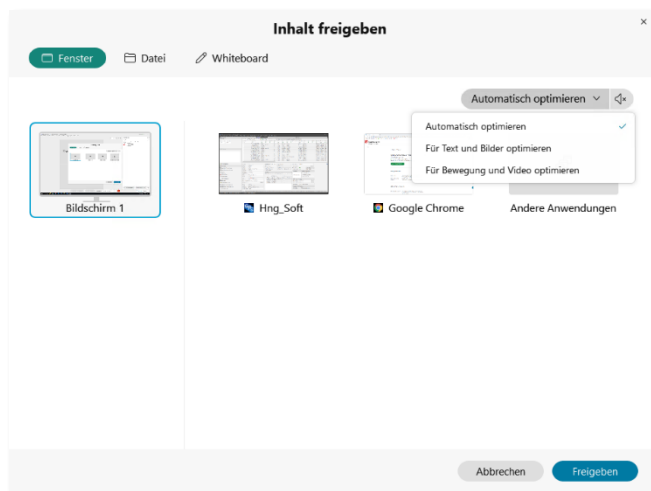 Inhalt freigeben
Fenster
Datei
Whiteboard
Automatisch optimieren
Automatisch optimieren
Für Text und Bilder optimieren
Für Bewegung und Video optimieren
Bildschirm 1
Hng_Soft
Google Chrome
Andere Anwendungen
Abbrechen
Freigeben